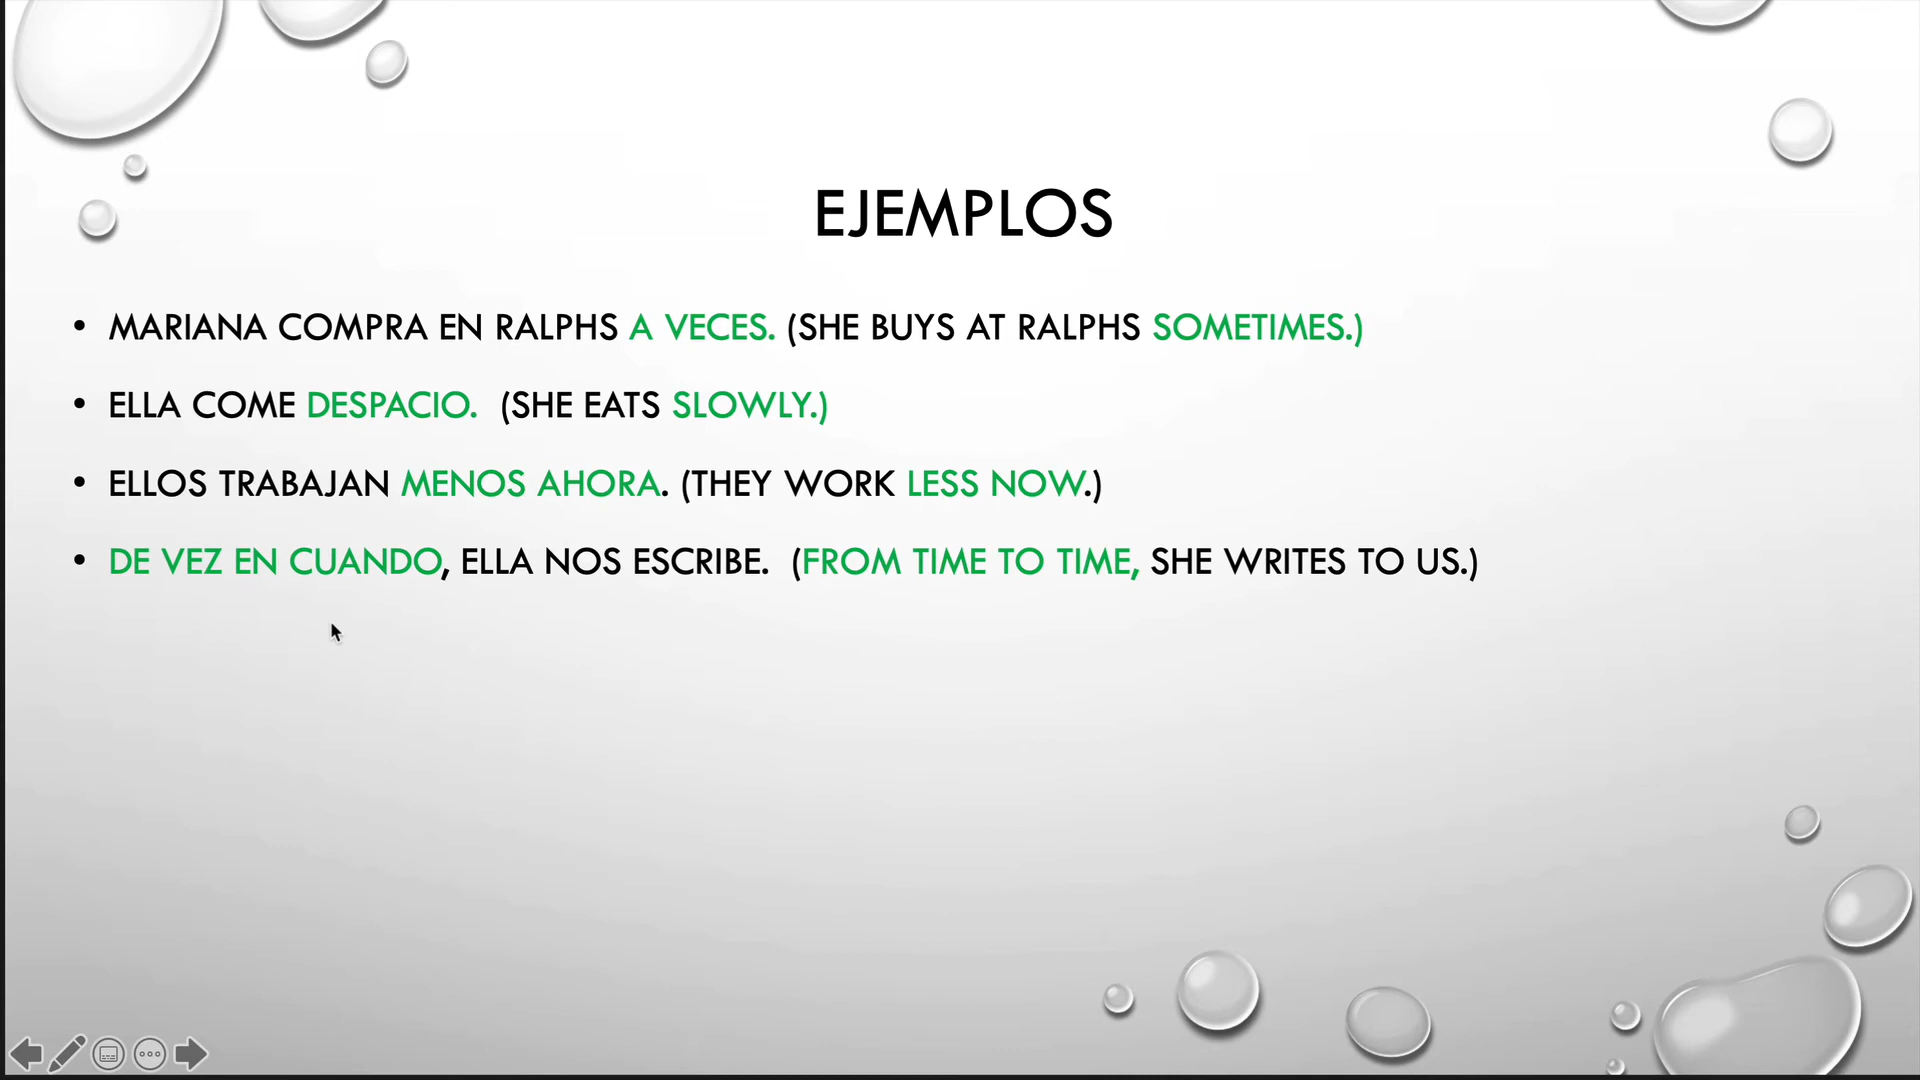 EJEMPLOS
• MARIANA COMPRA EN RALPHS A VECES. (SHE BUYS AT RALPHS SOMETIMES.)
• ELLA COME DESPACIO.  (SHE EATS SLOWLY.)
• ELLOS TRABAJAN MENOS AHORA. (THEY WORK LESS NOW.)
• DE VEZ EN CUANDO, ELLA NOS ESCRIBE.  (FROM TIME TO TIME, SHE WRITES TO US.)